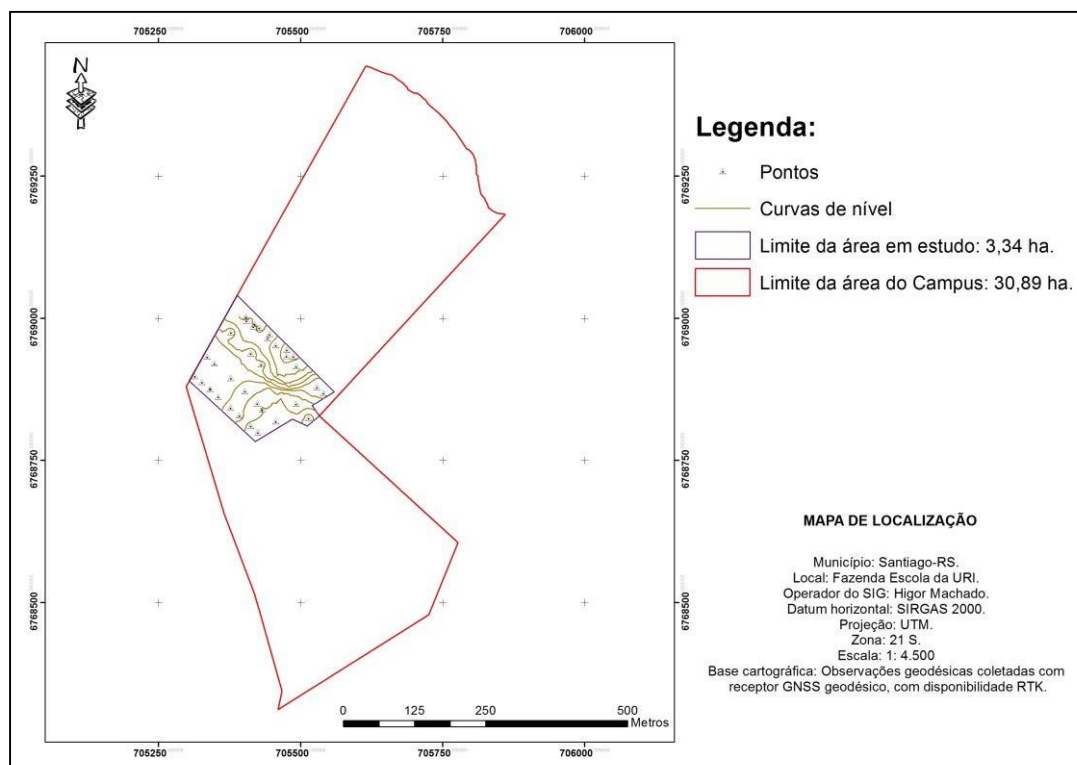 705250
705500
705750
706000
N
6769250
6769000
6768750
6768500
6769250
6769000
6768750
6768500
0
125
250
500
Metros
705250
705500
705750
706000
Legenda:
Pontos
Curvas de nível
Limite da área em estudo: 3,34 ha.
Limite da área do Campus: 30,89 ha.
MAPA DE LOCALIZAÇÃO
Município: Santiago-RS.
Local: Fazenda Escola da URI.
Operador do SIG: Higor Machado.
Datum horizontal: SIRGAS 2000.
Projeção: UTM.
Zona: 21 S.
Escala: 1: 4.500
Base cartográfica: Observações geodésicas coletadas com
receptor GNSS geodésico, com disponibilidade RTK.